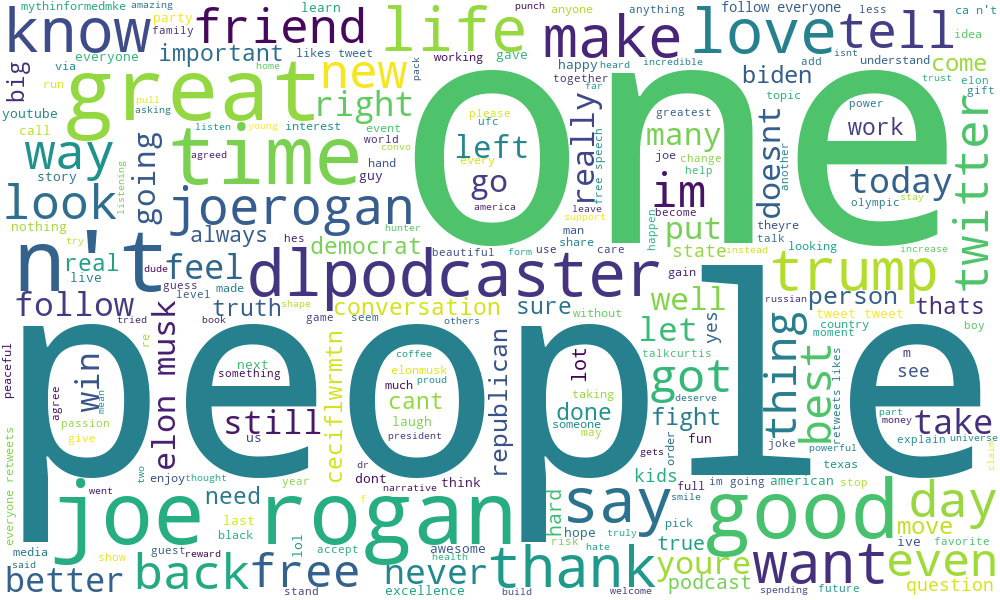 mythinformedmke amazing punch anyone less ca n't
know friend life make love tell
party learn anything follow everyone idea
family
important likes tweet working gave happy heard incredible add understand
everyone via
big great new one biden come
run home pack together far isnt trust elon
pull please topic gift
youtube asking right ufc greatest power
call listen young interest many work
way time event left really joe change doesnt
agreed world every free speech help another
story hand convo go im today twitter
guy america leave become olympic stay
look going joerogan support put theyre
nothing listening hunter man happen talk looking
always hes democrat share state instead increase
try beautiful form use care
n't real dude feel dlpodcaster gain trump
live guess made well russian person thats
follow level truth shape conversation sure without tweet tweet
tried book game seem others let yes country boy
moment
peaceful re elon musk people talkcurtis thing best m
win next coffee republican lot got retweets likes see
something elonmusk
agree mean much proud taking deserve part
passion still cant done fight money take
give us laugh someone joke powerful explain universe
president may fun
everyone retweets two ceciflwrmtn gets order texas claim
dr full
enjoy thought dont think kids im going american stop
went year narrative smile
joe rogan say good day
need f hard
last risk hope pick move
black lol accept truly true ive favorite
media show guest awesome hate
said reward health
better back free never thank youre want even
stand excellence build welcome podcast spending future question